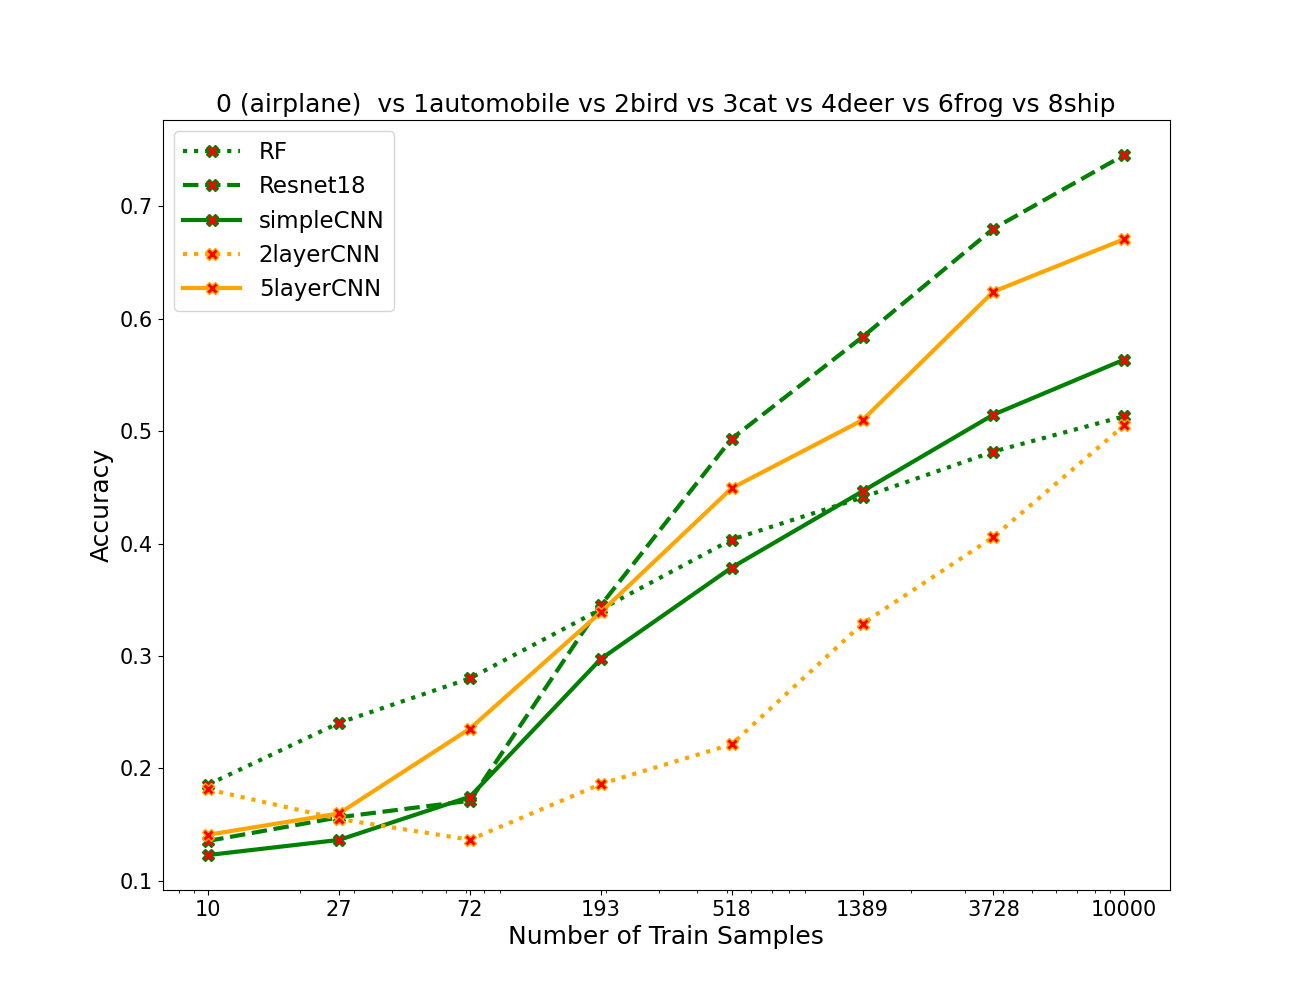 0 (airplane)  vs 1automobile vs 2bird vs 3cat vs 4deer vs 6frog vs 8ship
RF
Resnet18
simpleCNN
2layerCNN
5layerCNN
0.7
0.6
0.5
0.4
0.3
0.2
0.1
Accuracy
10 27 72 193 518 1389 3728 10000
Number of Train Samples